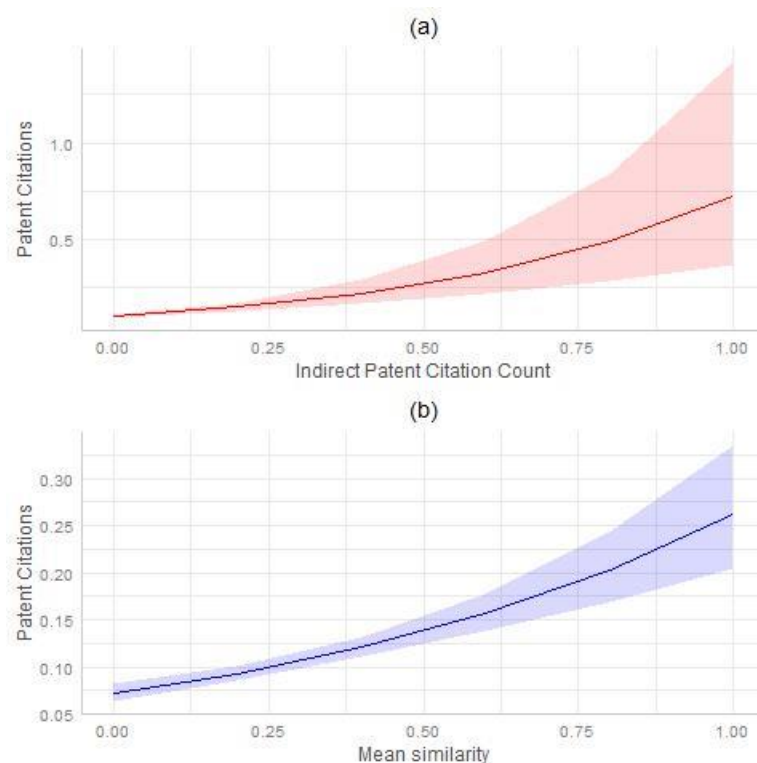 (a)
Patent Citations
1.0
0.5
0.00 0.25 0.50 0.75 1.00
Indirect Patent Citation Count
(b)
Patent Citations
0.30
0.25
0.20
0.15
0.10
0.05
0.00 0.25 0.50 0.75 1.00
Mean similarity